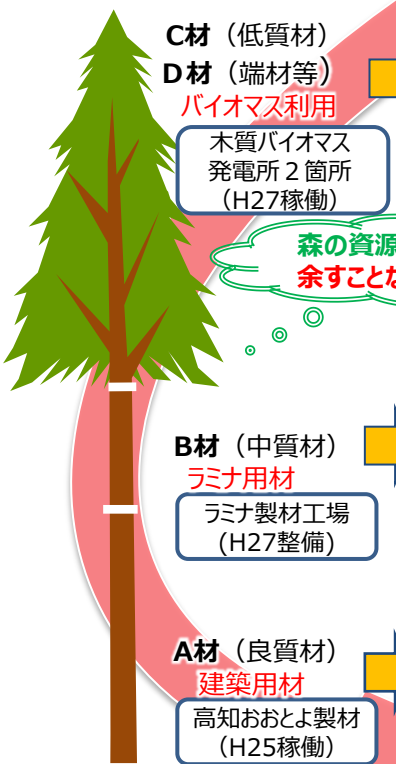 C材（低質材）
D材（端材等）
バイオマス利用
木質バイオマス
発電所２箇所
（H27稼働）
森の資源
余すことな
B材（中質材）
ラミナ用材
ラミナ製材工場
(H27整備)
A材（良質材）
建築用材
高知おおとよ製材
（H25稼働）